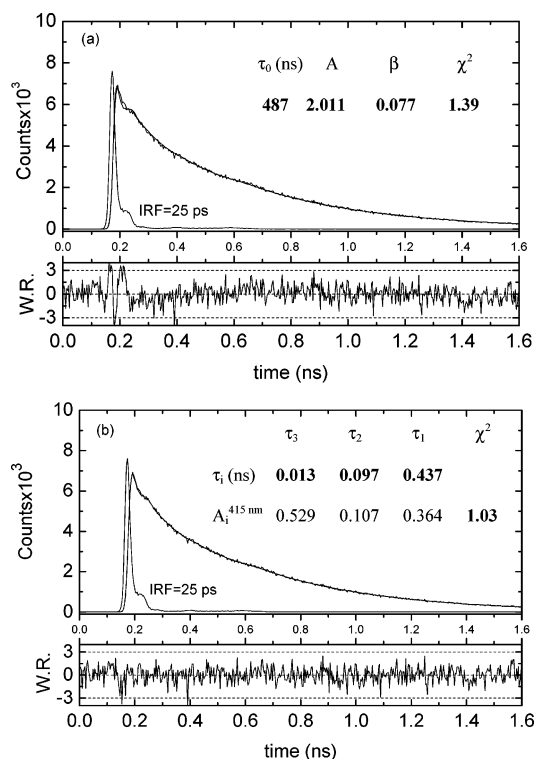 10
(a)
τ₀ (ns) A β χ²
8
487 2.011 0.077 1.39
6
Countsx10³
4
2
IRF=25 ps
0
0.0 0.2 0.4 0.6 0.8 1.0 1.2 1.4 1.6
3
W.R.
0
-3
0.0 0.2 0.4 0.6 0.8 1.0 1.2 1.4 1.6
time (ns)
10
(b)
τ₃ τ₂ τ₁ χ²
8
τᵢ (ns) 0.013 0.097 0.437
6
Countsx10³
Aᵢ⁴¹⁵ ⁿᵐ 0.529 0.107 0.364 1.03
4
2
IRF=25 ps
0
0.0 0.2 0.4 0.6 0.8 1.0 1.2 1.4 1.6
3
W.R.
0
-3
0.0 0.2 0.4 0.6 0.8 1.0 1.2 1.4 1.6
time (ns)